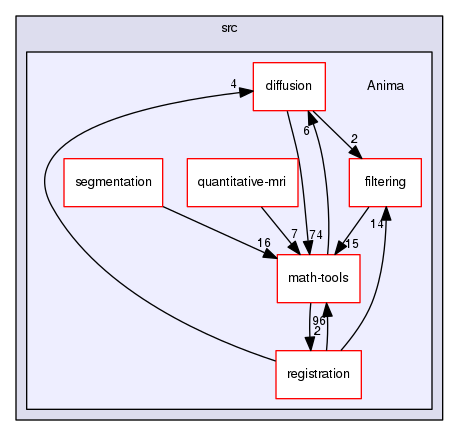 src
4
diffusion
Anima
6
2
segmentation
quantitative-mri
filtering
16
7
74
15
14
math-tools
96
2
registration